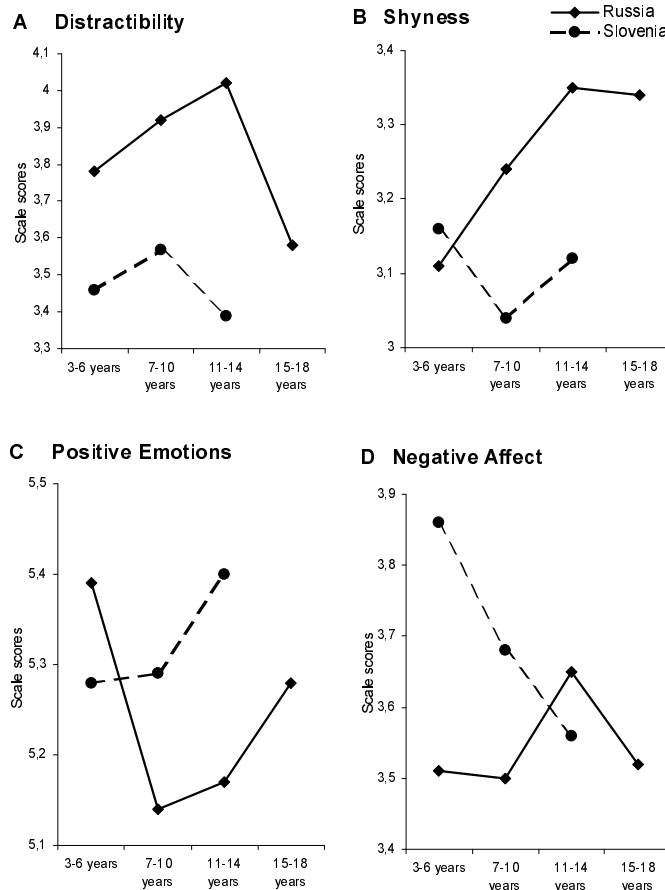 A Distractibility
4,1
4
3,9
3,8
3,7
3,6
3,5
3,4
3,3
Scale scores
3-6 years
7-10
years
11-14
years
15-18
years
B Shyness
Russia
Slovenia
3,4
3,3
3,2
3,1
3
Scale scores
3-6 years
7-10
years
11-14
years
15-18
years
C Positive Emotions
5,5
5,4
5,3
5,2
5,1
Scale scores
3-6 years
7-10
years
11-14
years
15-18
years
D Negative Affect
3,9
3,8
3,7
3,6
3,5
3,4
Scale scores
3-6 years
7-10
years
11-14
years
15-18
years